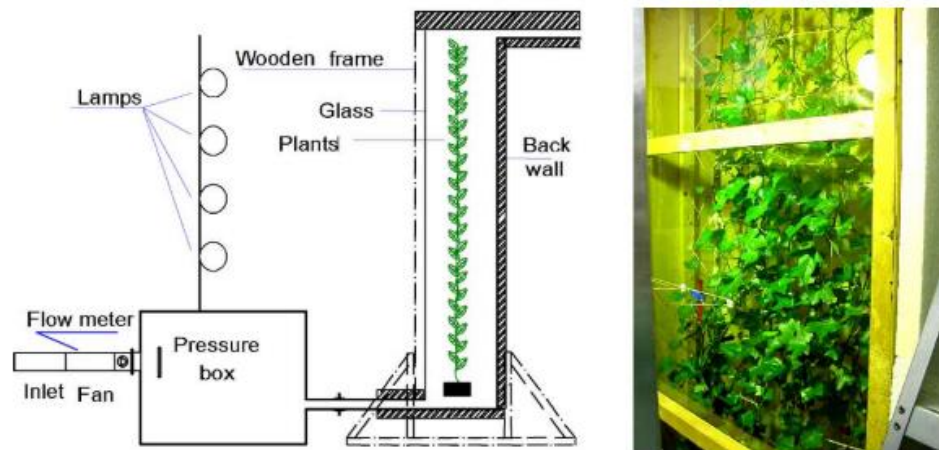 Wooden frame
Lamps
Glass
Plants
Back
wall
Flow meter
Pressure
box
Inlet Fan